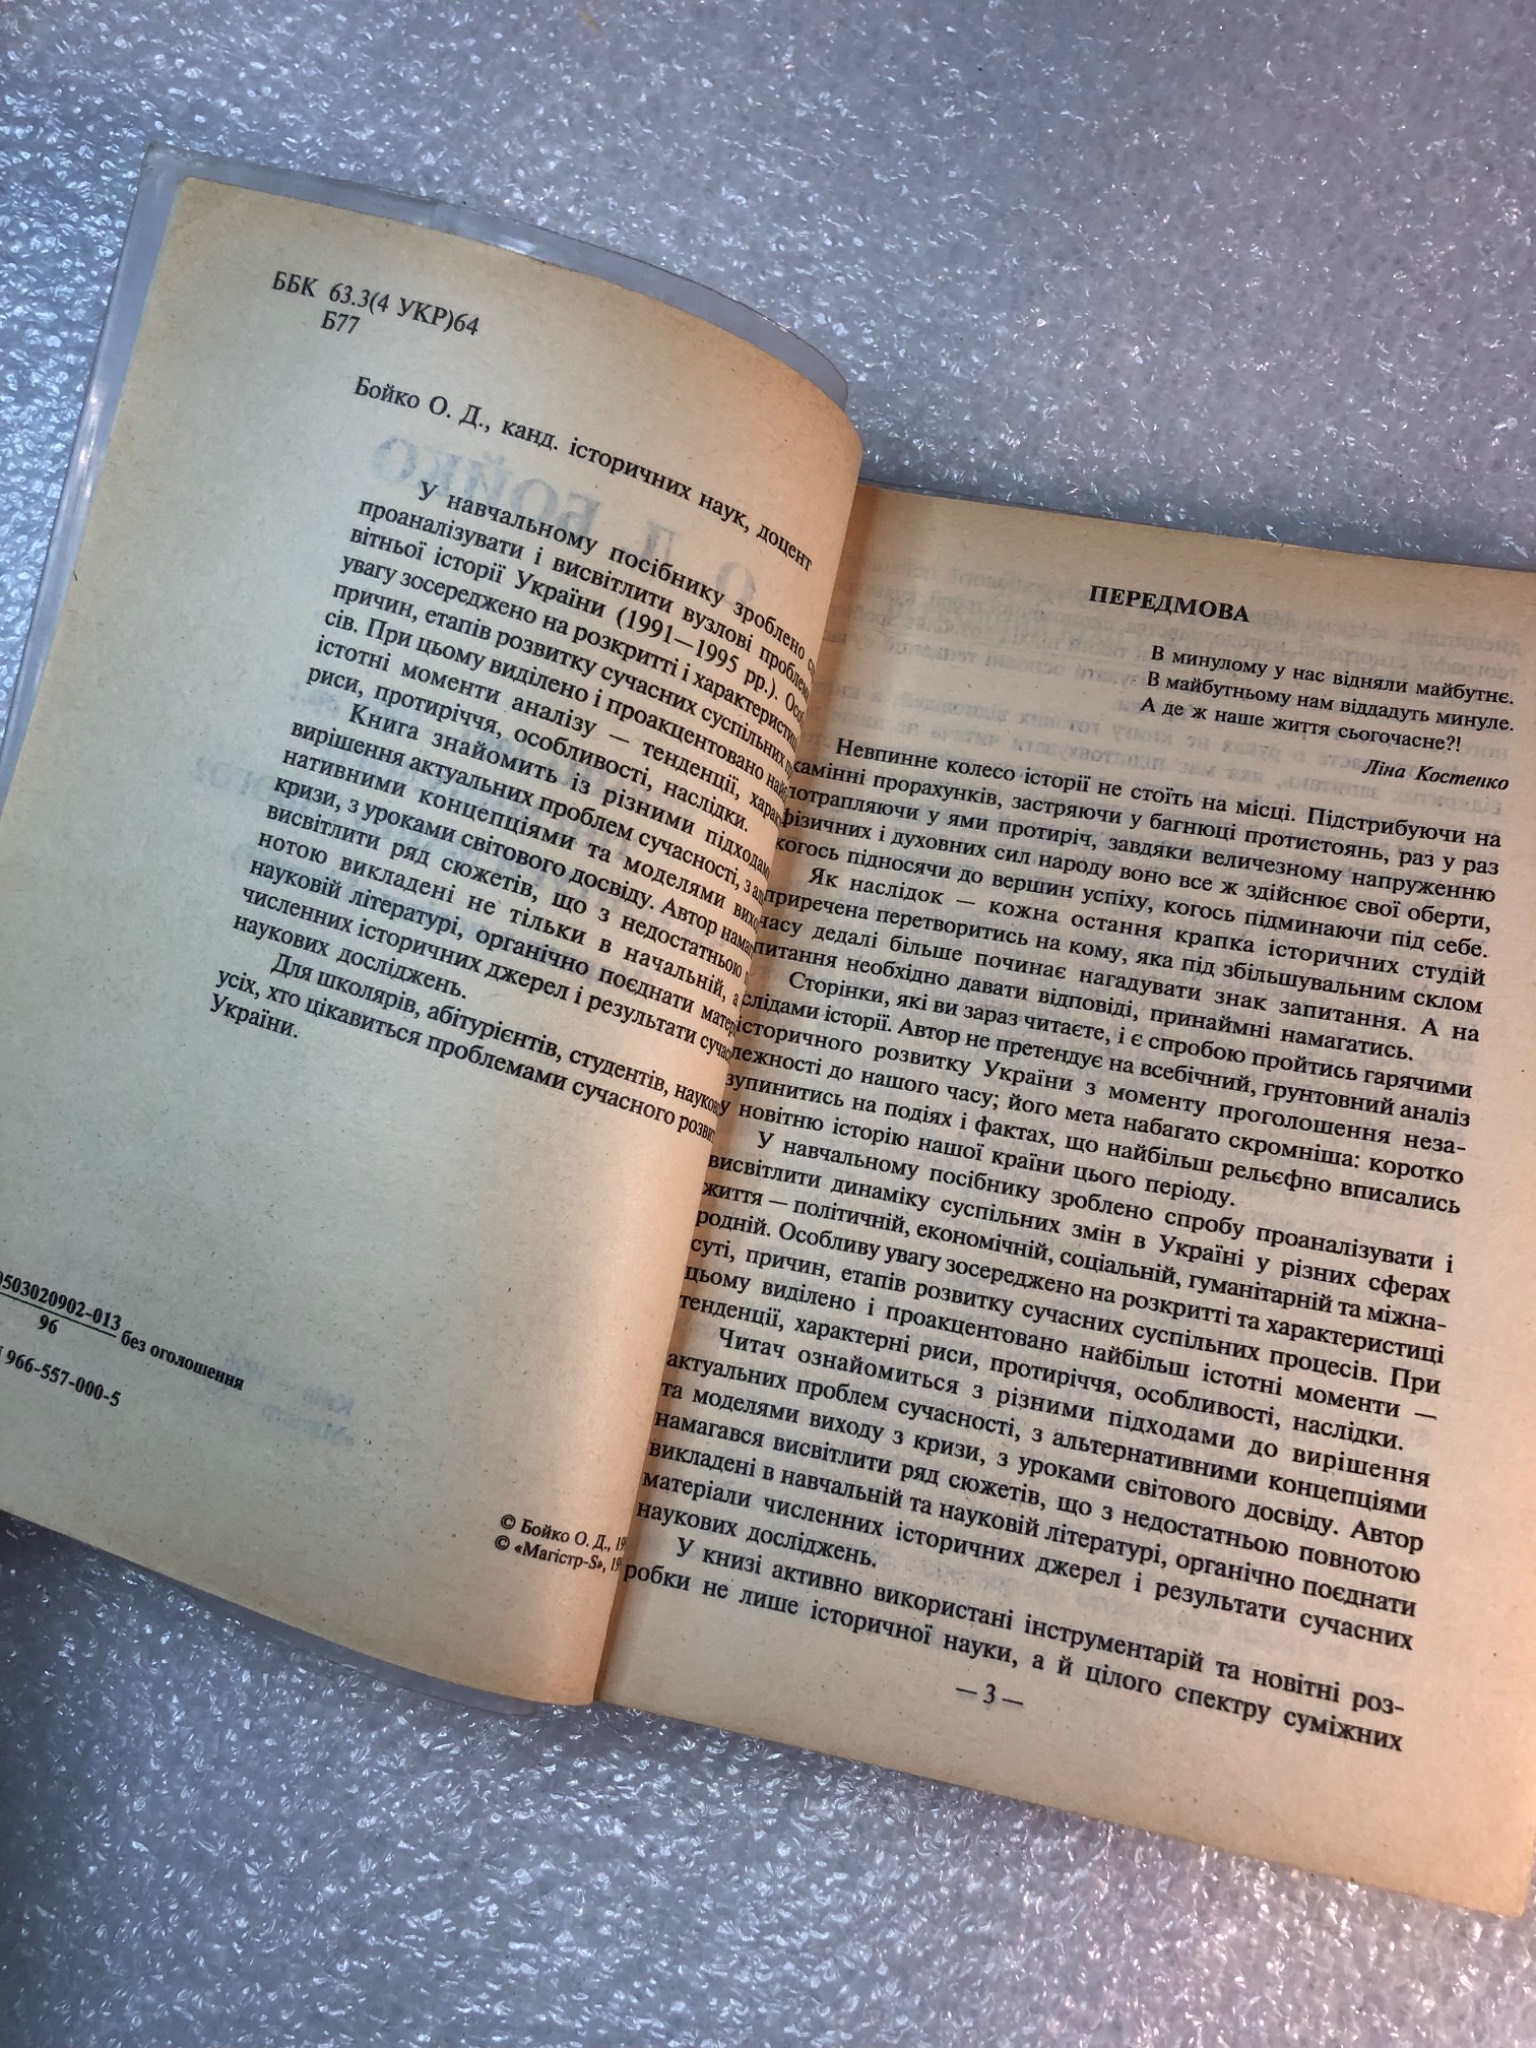 ББК 63.3(4 УКР)64
Б77
Бойко О. Д., канд. історичних наук, доцент
У навчальному посібнику зроблено
проаналізувати і висвітлити вузлові
вітньої історії України (1991—1995 рр.).
увагу зосереджено на розкритті і
причин, етапів розвитку сучасних суспільних
сів. При цьому виділено і проакцентовано
істотні моменти аналізу — тенденції,
риси, протиріччя, особливості, наслідки.
Книга знайомить із різними
вирішення актуальних проблем сучасності, з
нативними концепціями та моделями
кризи, з уроками світового досвіду. Автор
висвітлити ряд сюжетів, що з недостатньою
нотою викладені не тільки в начальній, а
науковій літературі, органічно поєднати
численних історичних джерел і результати
наукових досліджень.
Для школярів, абітурієнтів, студентів,
усіх, хто цікавиться проблемами сучасного
України.
0503020902-013
96
без оголошення
966-557-000-5
© Бойко О. Д.,
© «Магістр-S»,
ПЕРЕДМОВА
В минулому у нас відняли майбутнє.
В майбутньому нам віддадуть минуле.
А де ж наше життя сьогочасне?!
Ліна Костенко
Невпинне колесо історії не стоїть на місці. Підстрибуючи на
камінні прорахунків, застряючи у багнюці протистоянь, раз у раз
потрапляючи у ями протиріч, завдяки величезному напруженню
фізичних і духовних сил народу воно все ж здійснює свої оберти,
когось підносячи до вершин успіху, когось підминаючи під себе.
Як наслідок — кожна остання крапка історичних студій
приречена перетворитись на кому, яка під збільшувальним склом
часу дедалі більше починає нагадувати знак запитання. А на
питання необхідно давати відповіді, принаймні намагатись.
Сторінки, які ви зараз читаєте, і є спробою пройтись гарячими
слідами історії. Автор не претендує на всебічний, грунтовний аналіз
історичного розвитку України з моменту проголошення неза-
лежності до нашого часу; його мета набагато скромніша: коротко
зупинитись на подіях і фактах, що найбільш рельєфно вписались
у новітню історію нашої країни цього періоду.
У навчальному посібнику зроблено спробу проаналізувати і
висвітлити динаміку суспільних змін в Україні у різних сферах
життя — політичній, економічній, соціальній, гуманітарній та міжна-
родній. Особливу увагу зосереджено на розкритті та характеристиці
суті, причин, етапів розвитку сучасних суспільних процесів. При
цьому виділено і проакцентовано найбільш істотні моменти —
тенденції, характерні риси, протиріччя, особливості, наслідки.
Читач ознайомиться з різними підходами до вирішення
актуальних проблем сучасності, з альтернативними концепціями
та моделями виходу з кризи, з уроками світового досвіду. Автор
намагався висвітлити ряд сюжетів, що з недостатньою повнотою
викладені в навчальній та науковій літературі, органічно поєднати
матеріали численних історичних джерел і результати сучасних
наукових досліджень.
У книзі активно використані інструментарій та новітні роз-
робки не лише історичної науки, а й цілого спектру суміжних
— 3 —